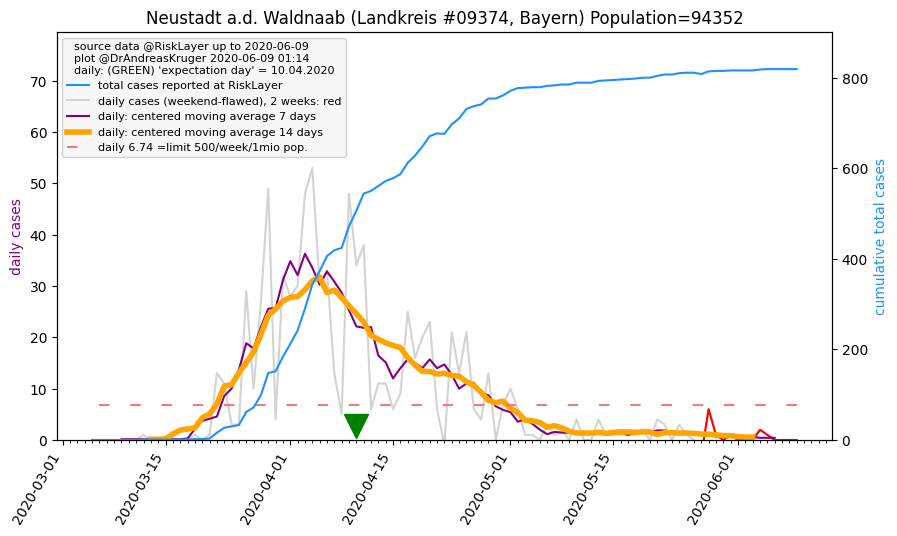 Neustadt a.d. Waldnaab (Landkreis #09374, Bayern) Population=94352
source data @RiskLayer up to 2020-06-09
plot @DrAndreasKruger 2020-06-09 01:14
daily: (GREEN) 'expectation day' = 10.04.2020
total cases reported at RiskLayer
daily cases (weekend-flawed), 2 weeks: red
daily: centered moving average 7 days
daily: centered moving average 14 days
daily 6.74 =limit 500/week/1mio pop.
daily cases
70
60
50
40
30
20
10
0
cumulative total cases
800
600
400
200
0
2020-03-01
2020-03-15
2020-04-01
2020-04-15
2020-05-01
2020-05-15
2020-06-01